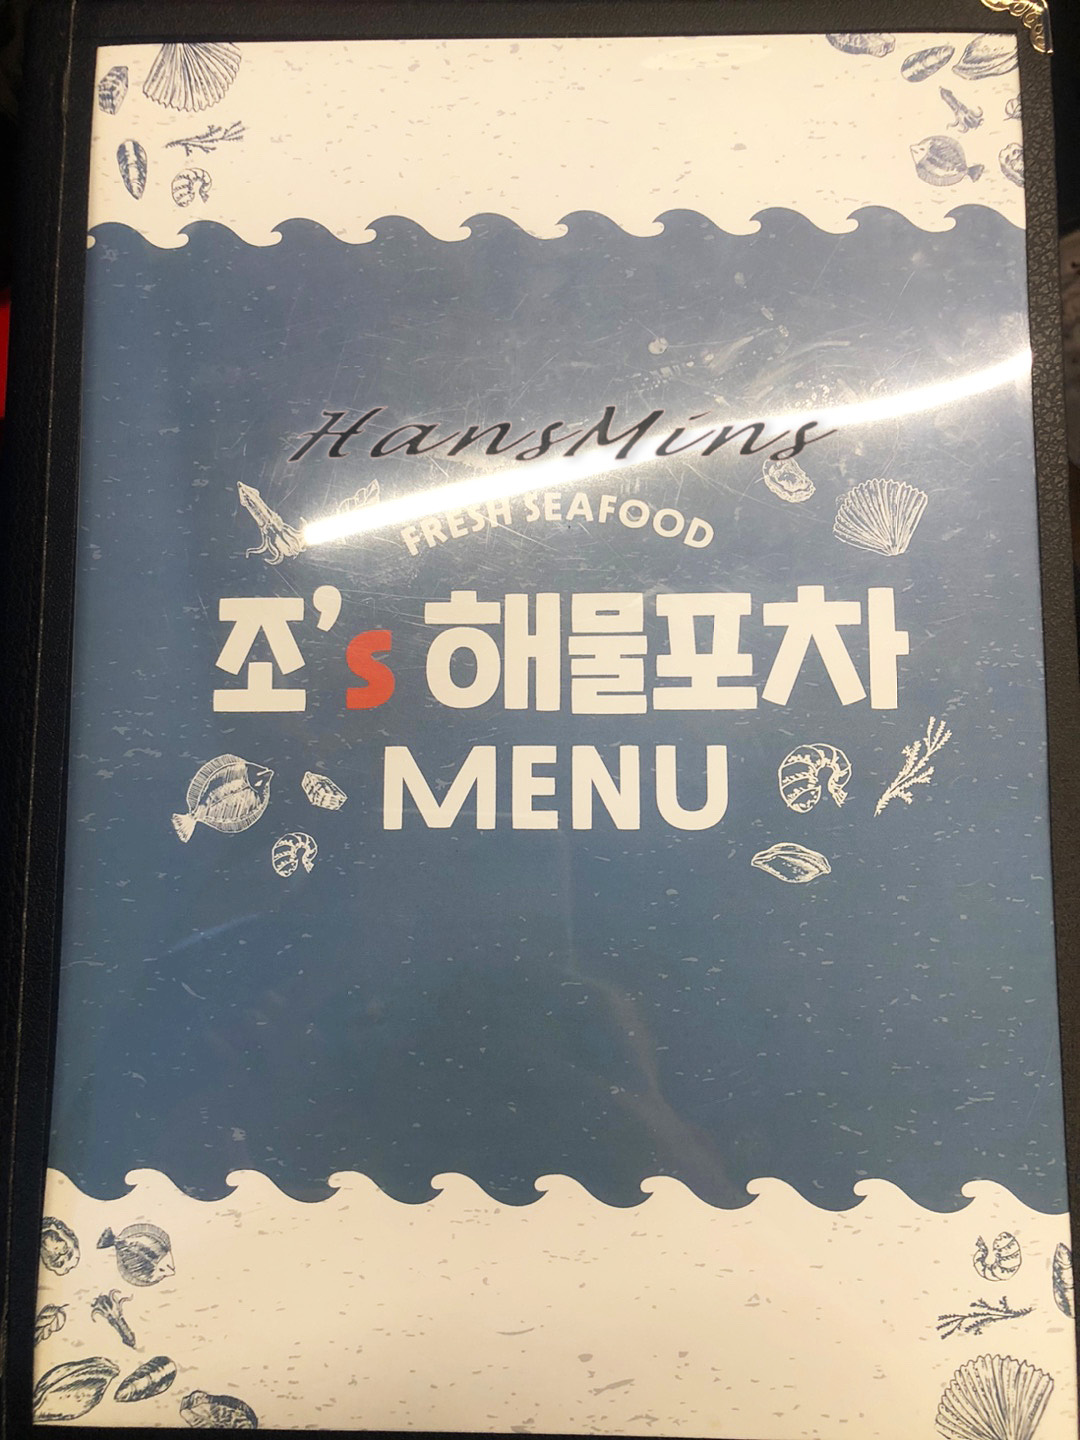 HansMins
FRESH SEAFOOD
조's 해물포차
MENU